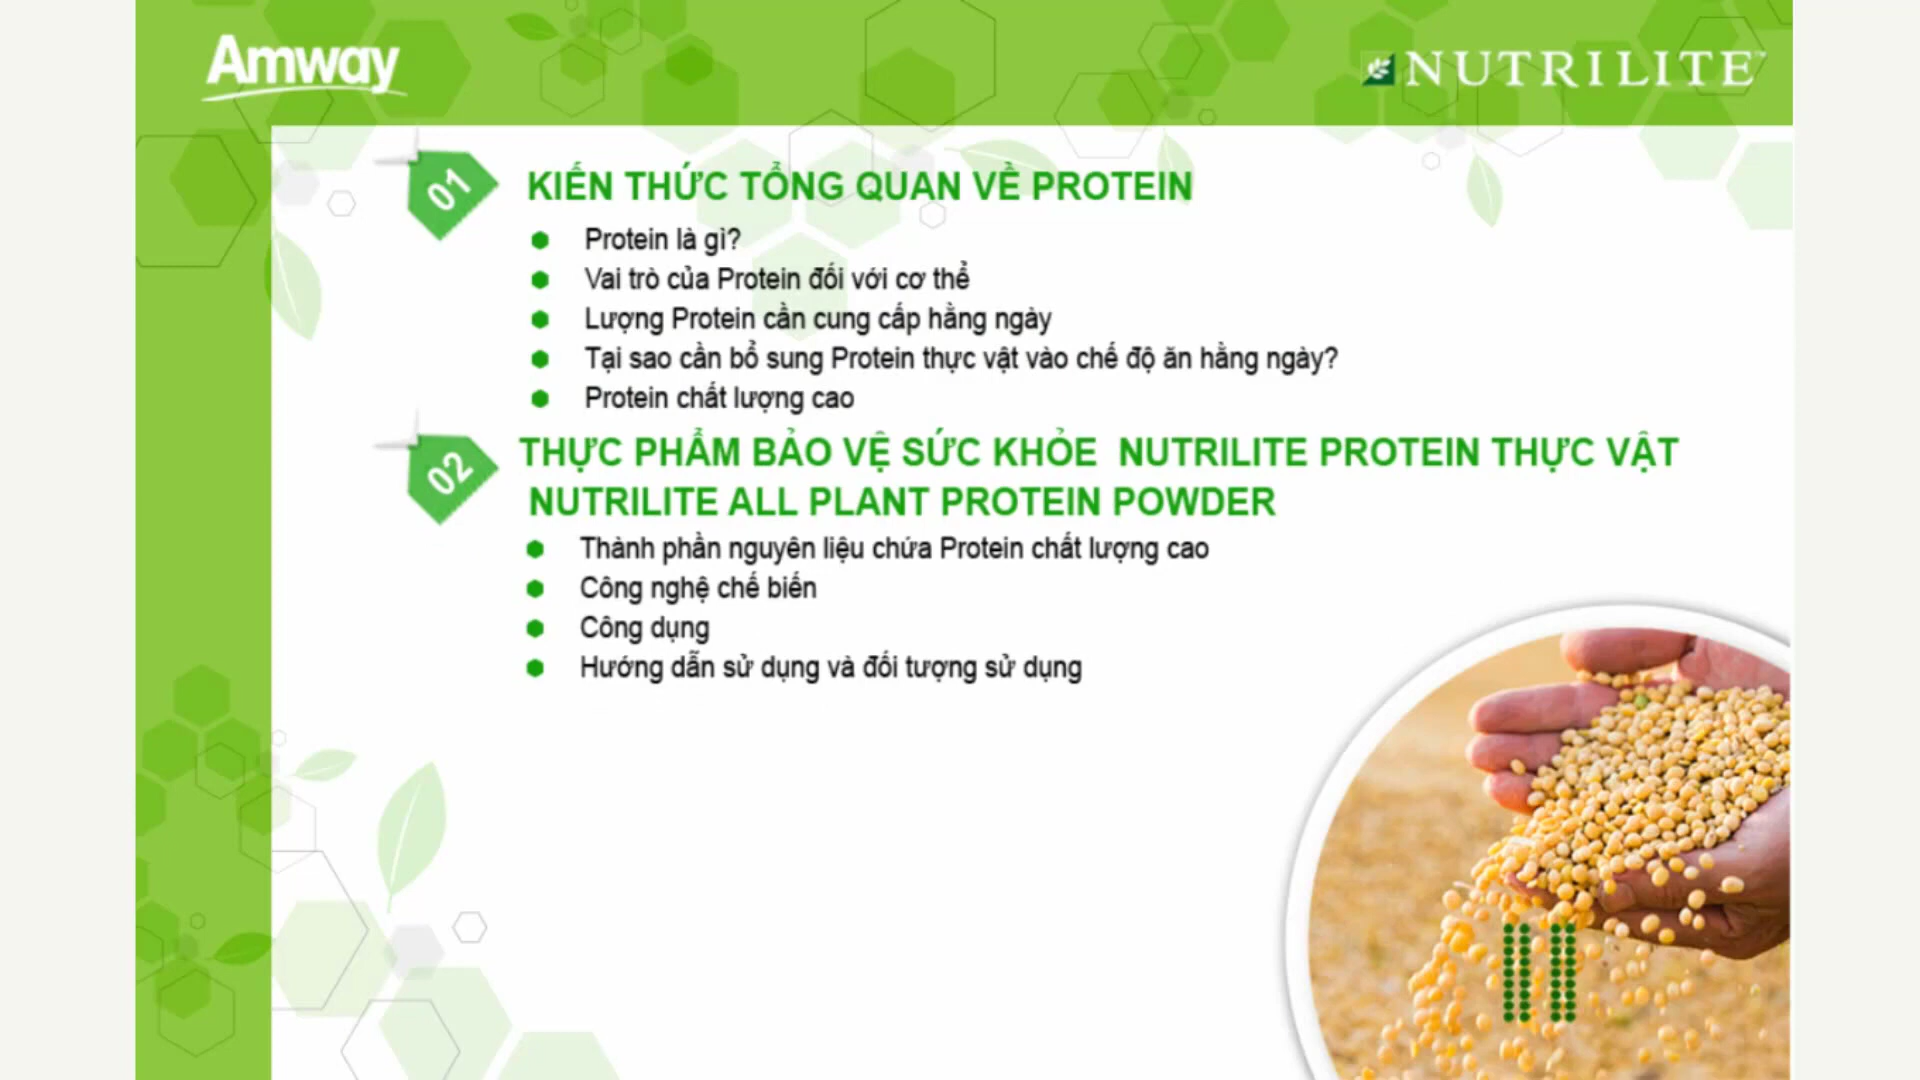 Amway
NUTRILITE™
01
KIẾN THỨC TỔNG QUAN VỀ PROTEIN
Protein là gì?
Vai trò của Protein đối với cơ thể
Lượng Protein cần cung cấp hằng ngày
Tại sao cần bổ sung Protein thực vật vào chế độ ăn hằng ngày?
Protein chất lượng cao
02
THỰC PHẨM BẢO VỆ SỨC KHỎE NUTRILITE PROTEIN THỰC VẬT
NUTRILITE ALL PLANT PROTEIN POWDER
Thành phần nguyên liệu chứa Protein chất lượng cao
Công nghệ chế biến
Công dụng
Hướng dẫn sử dụng và đối tượng sử dụng